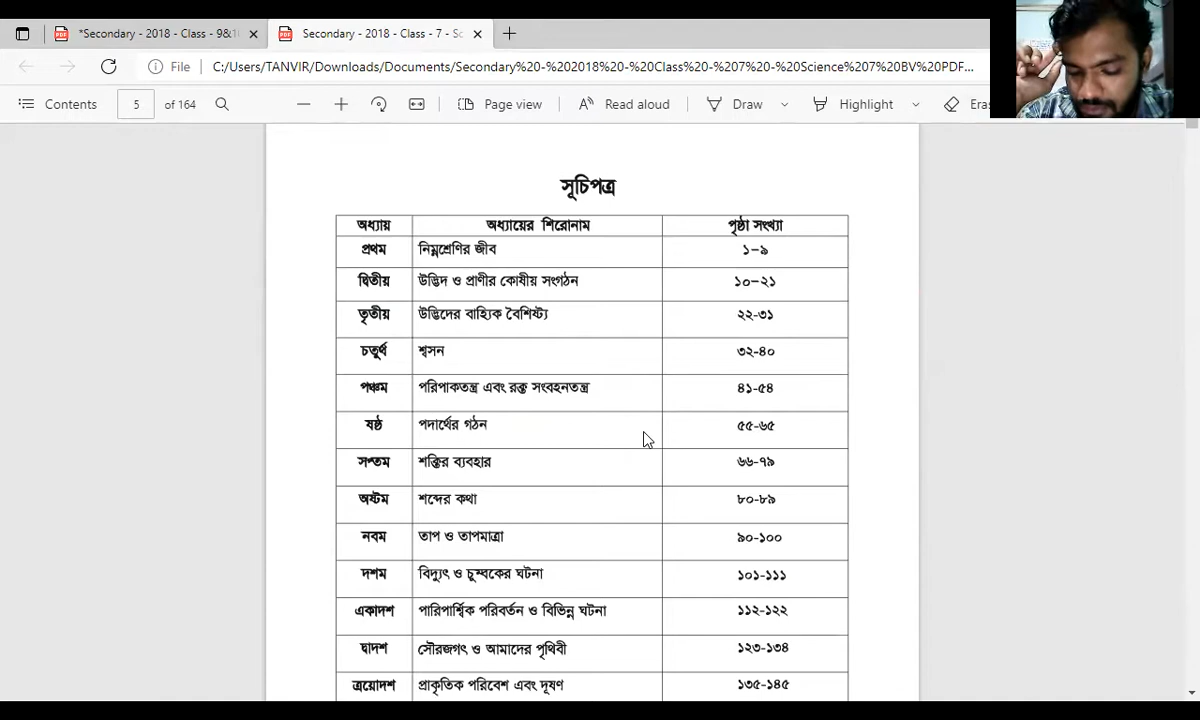 *Secondary - 2018 - Class - 9&1
Secondary - 2018 - Class - 7 - Sc
File C:/Users/TANVIR/Downloads/Documents/Secondary%20-%202018%20-%20Class%20-%207%20-%20Science%207%20BV%20PDF...
Contents 5 of 164 Page view Read aloud Draw Highlight Eras
সূচিপত্র
অধ্যায় অধ্যায়ের শিরোনাম পৃষ্ঠা সংখ্যা
প্রথম নিম্নশ্রেণির জীব ১–৯
দ্বিতীয় উদ্ভিদ ও প্রাণীর কোষীয় সংগঠন ১০–২১
তৃতীয় উদ্ভিদের বাহ্যিক বৈশিষ্ট্য ২২-৩১
চতুর্থ শ্বসন ৩২-৪০
পঞ্চম পরিপাকতন্ত্র এবং রক্ত সংবহনতন্ত্র ৪১-৫৪
ষষ্ঠ পদার্থের গঠন ৫৫-৬৫
সপ্তম শক্তির ব্যবহার ৬৬-৭৯
অষ্টম শব্দের কথা ৮০-৮৯
নবম তাপ ও তাপমাত্রা ৯০-১০০
দশম বিদ্যুৎ ও চুম্বকের ঘটনা ১০১-১১১
একাদশ পারিপার্শ্বিক পরিবর্তন ও বিভিন্ন ঘটনা ১১২-১২২
দ্বাদশ সৌরজগৎ ও আমাদের পৃথিবী ১২৩-১৩৪
ত্রয়োদশ প্রাকৃতিক পরিবেশ এবং দূষণ ১৩৫-১৪৫